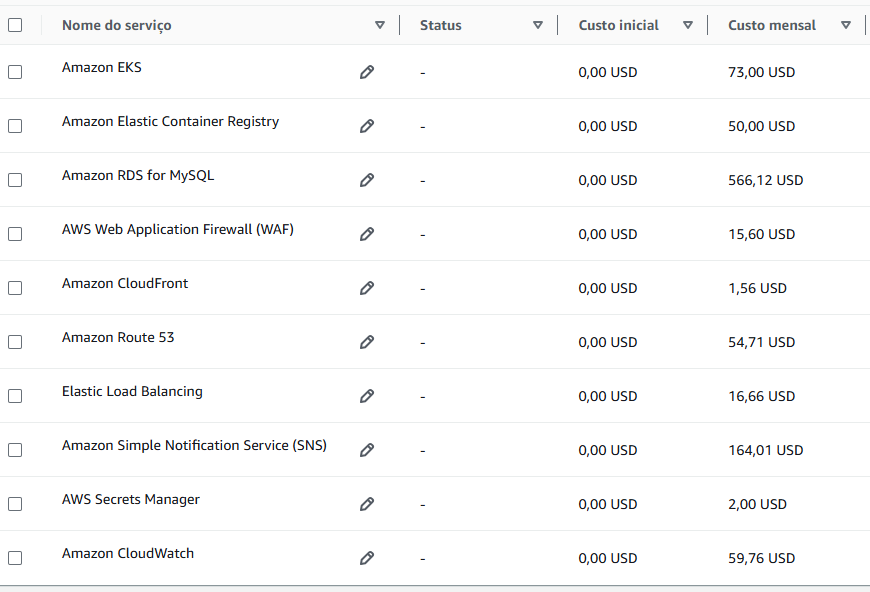 Nome do serviço Status Custo inicial Custo mensal
Amazon EKS - 0,00 USD 73,00 USD
Amazon Elastic Container Registry - 0,00 USD 50,00 USD
Amazon RDS for MySQL - 0,00 USD 566,12 USD
AWS Web Application Firewall (WAF) - 0,00 USD 15,60 USD
Amazon CloudFront - 0,00 USD 1,56 USD
Amazon Route 53 - 0,00 USD 54,71 USD
Elastic Load Balancing - 0,00 USD 16,66 USD
Amazon Simple Notification Service (SNS) - 0,00 USD 164,01 USD
AWS Secrets Manager - 0,00 USD 2,00 USD
Amazon CloudWatch - 0,00 USD 59,76 USD